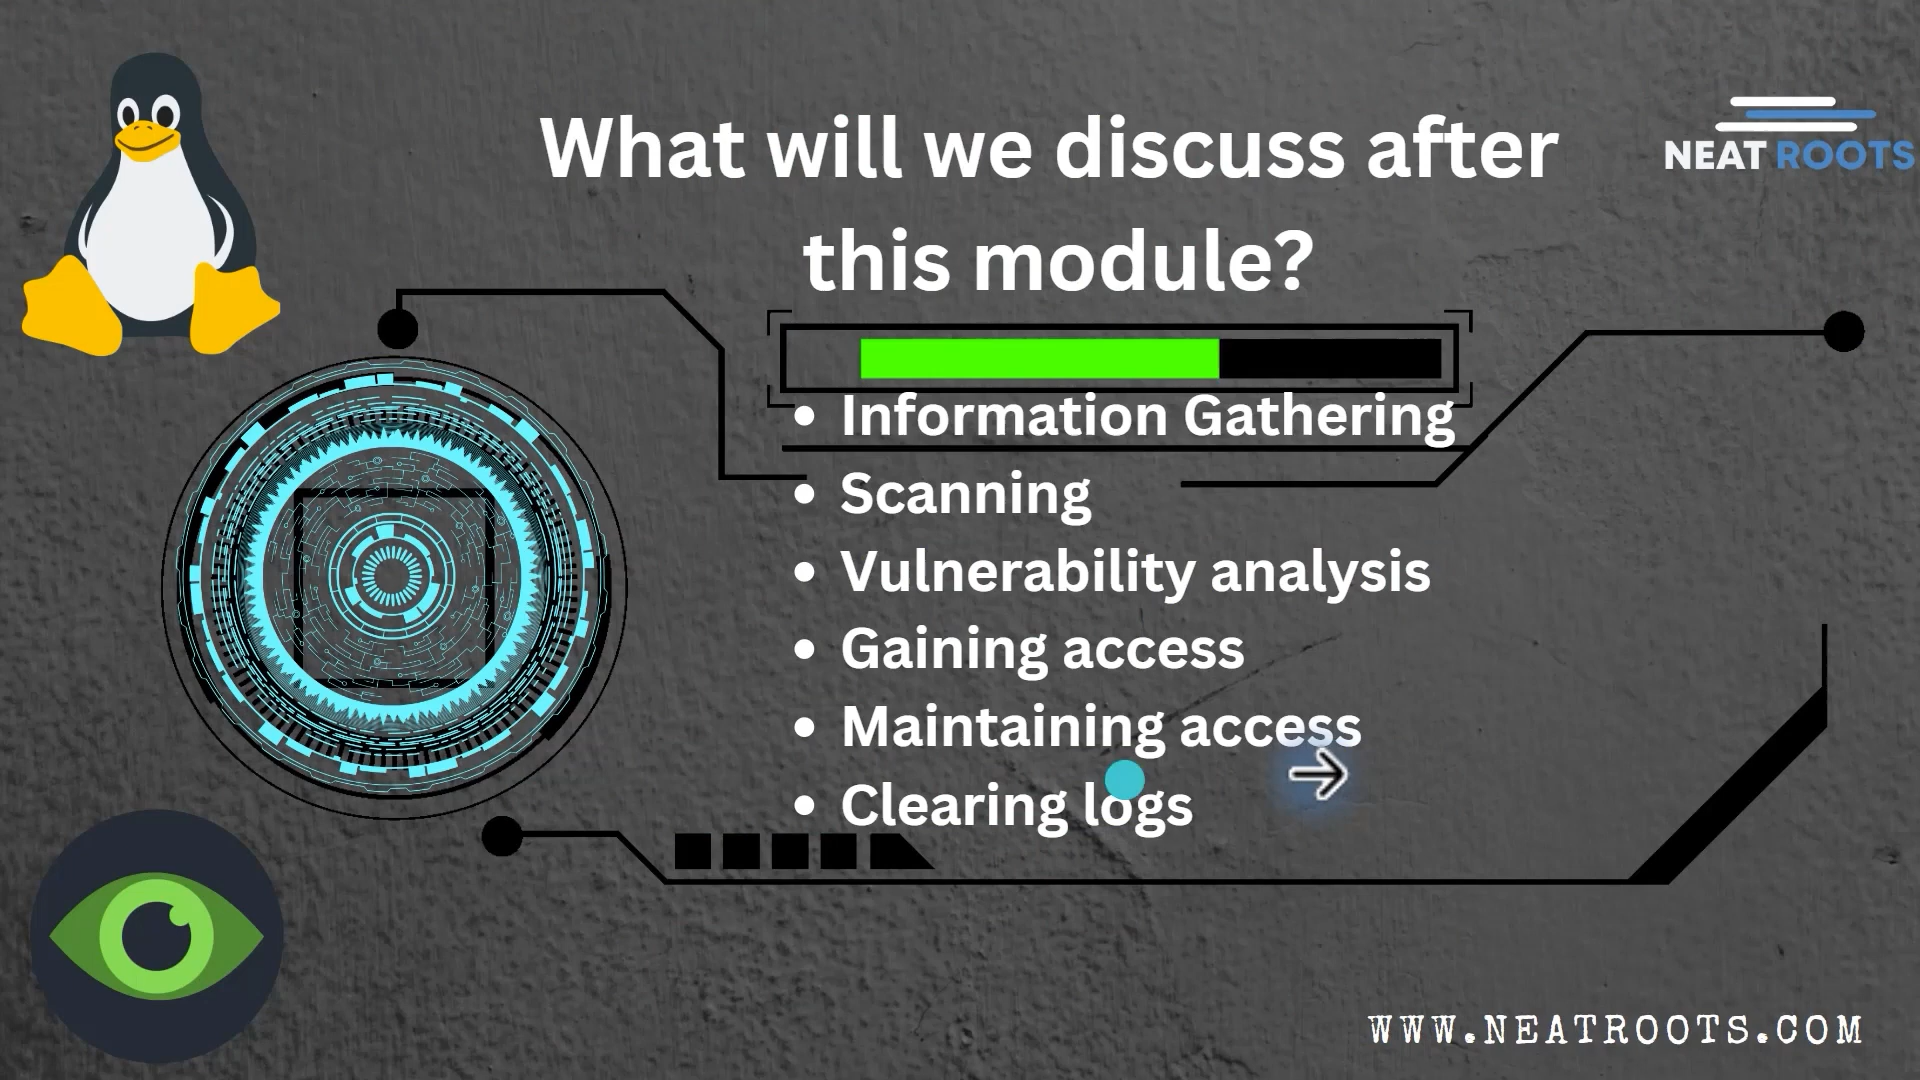 What will we discuss after
this module?
NEAT ROOTS
• Information Gathering
• Scanning
• Vulnerability analysis
• Gaining access
• Maintaining access
• Clearing logs
WWW.NEATROOTS.COM